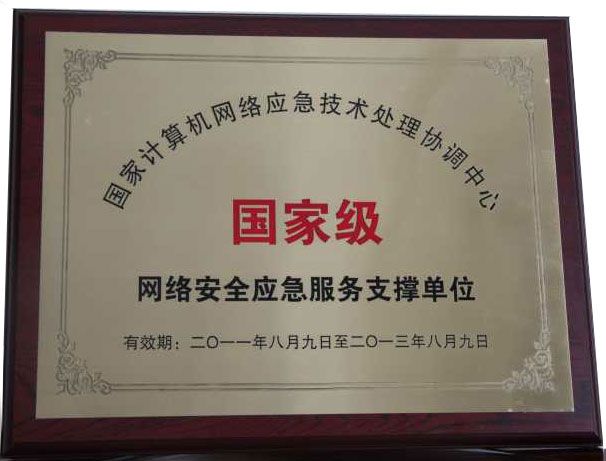 国家计算机网络应急技术处理协调中心
国家级
网络安全应急服务支撑单位
有效期：二〇一一年八月九日至二〇一三年八月九日